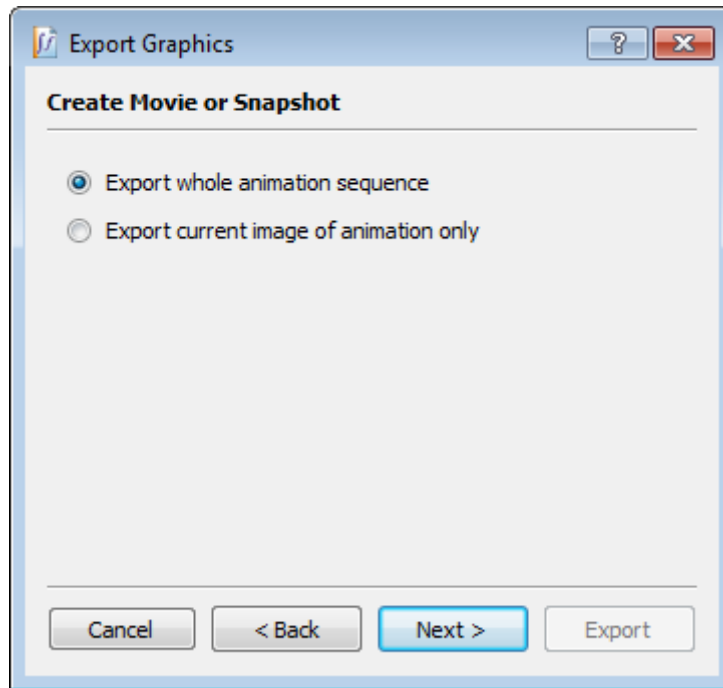 Export Graphics
Create Movie or Snapshot
Export whole animation sequence
Export current image of animation only
Cancel < Back Next > Export